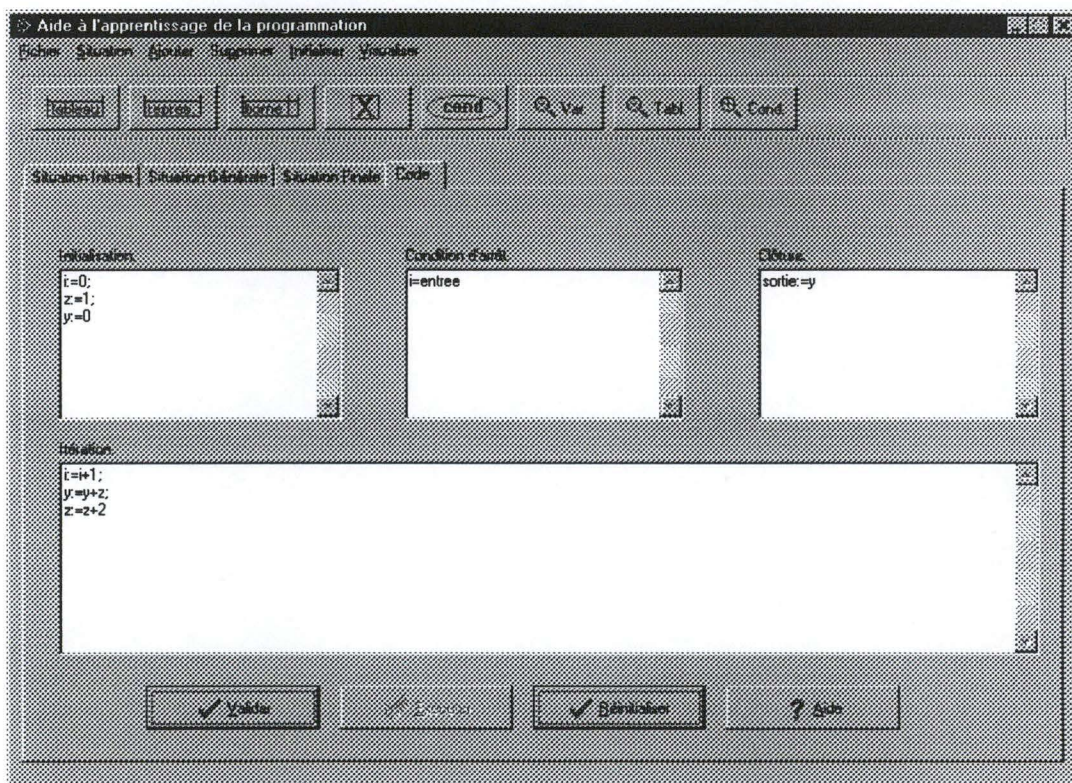 Aide à l'apprentissage de la programmation
Fichier Situation Ajouter Supprimer Initialiser Visualiser
Tableau représ. borne X cond Var. Tabl. Cond.
Situation Initiale Situation Générale Situation Finale Code
Initialisation. Condition d'arrêt. Clôture.
i:=0;
z:=1;
y:=0
i=entree
sortie:=y
Itération.
i:=i+1;
y:=y+z;
z:=z+2
Valider Réinitialiser ? Aide